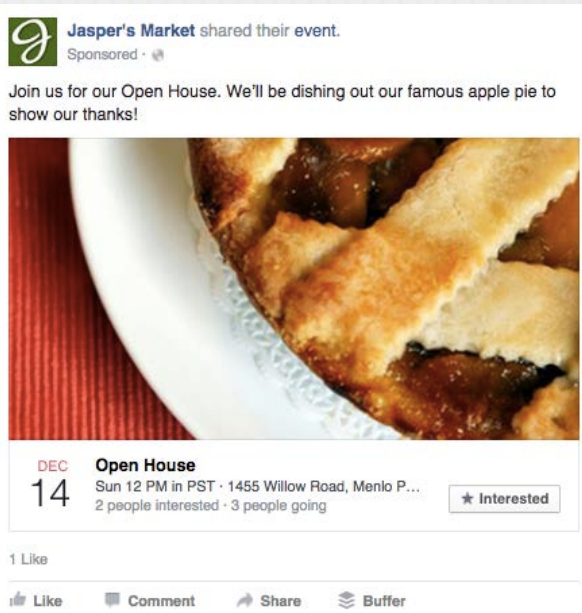 Jasper's Market shared their event.
Sponsored ·
Join us for our Open House. We'll be dishing out our famous apple pie to
show our thanks!
DEC
14
Open House
Sun 12 PM in PST · 1455 Willow Road, Menlo P...
2 people interested · 3 people going
★ Interested
1 Like
Like Comment Share Buffer